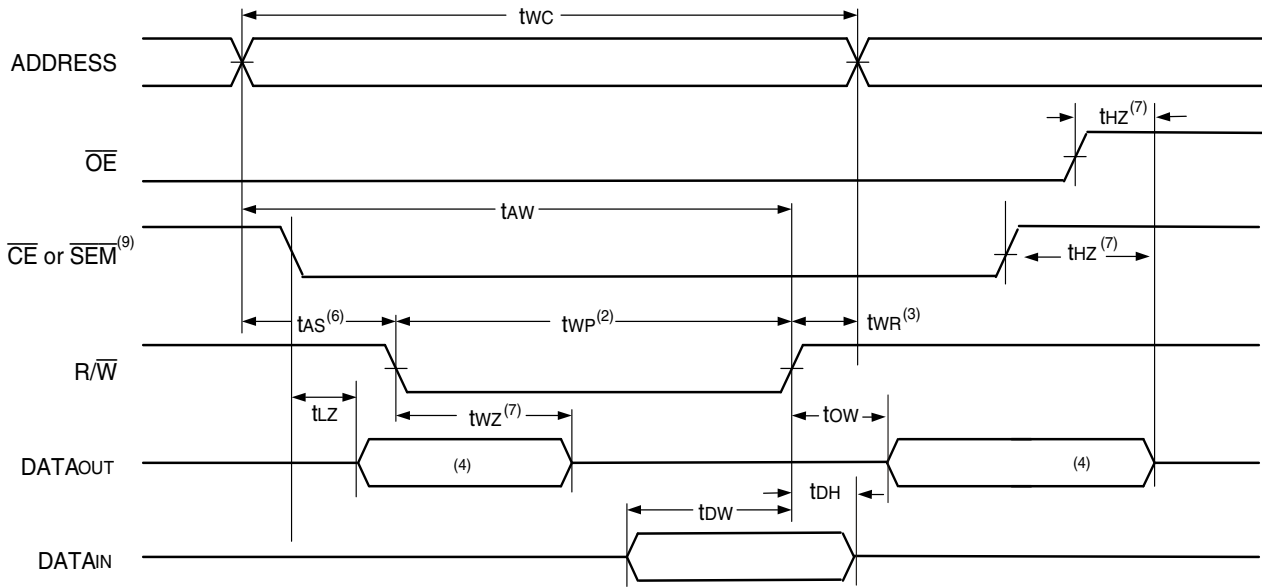 tWC
ADDRESS
tHZ(7)
OE
tAW
CE or SEM(9)
tHZ(7)
tAS(6)
tWP(2)
tWR(3)
R/W
tLZ
tWZ(7)
tOW
DATAOUT
(4)
(4)
tDH
tDW
DATAIN